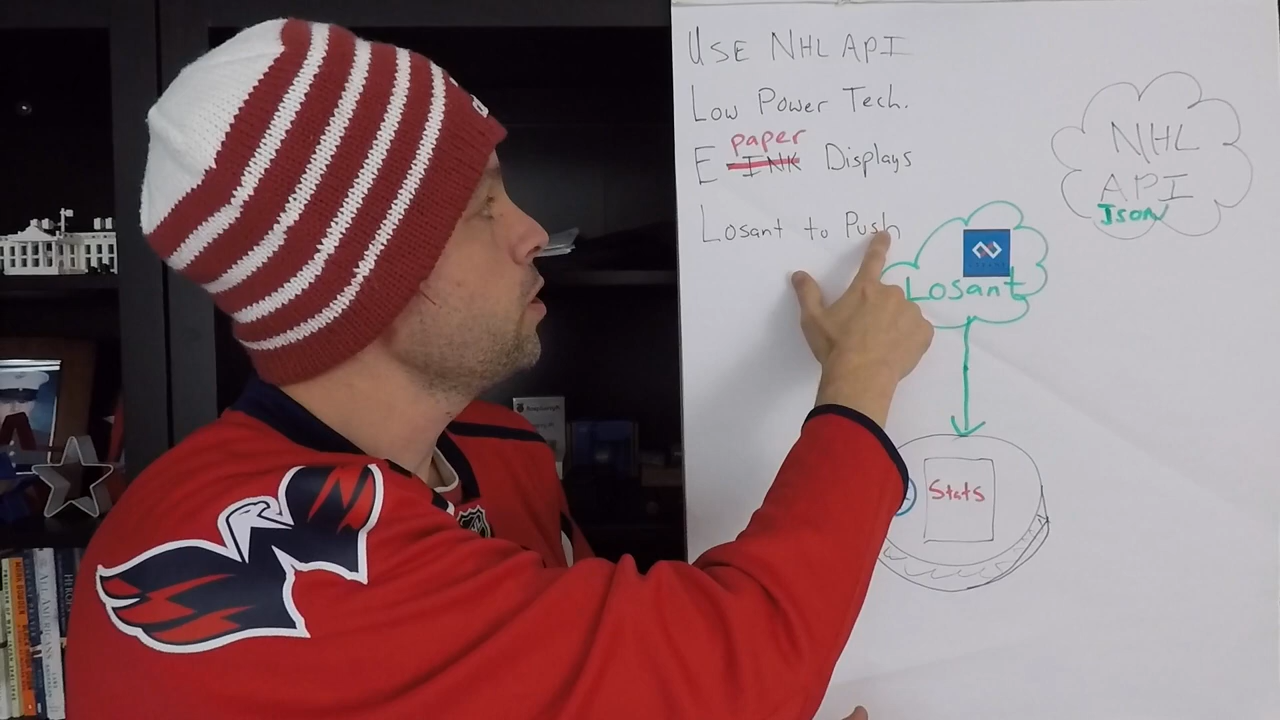 USE NHL API
Low Power Tech.
paper
E -INK Displays
Losant to Push
NHL
API
Json
Losant
Stats